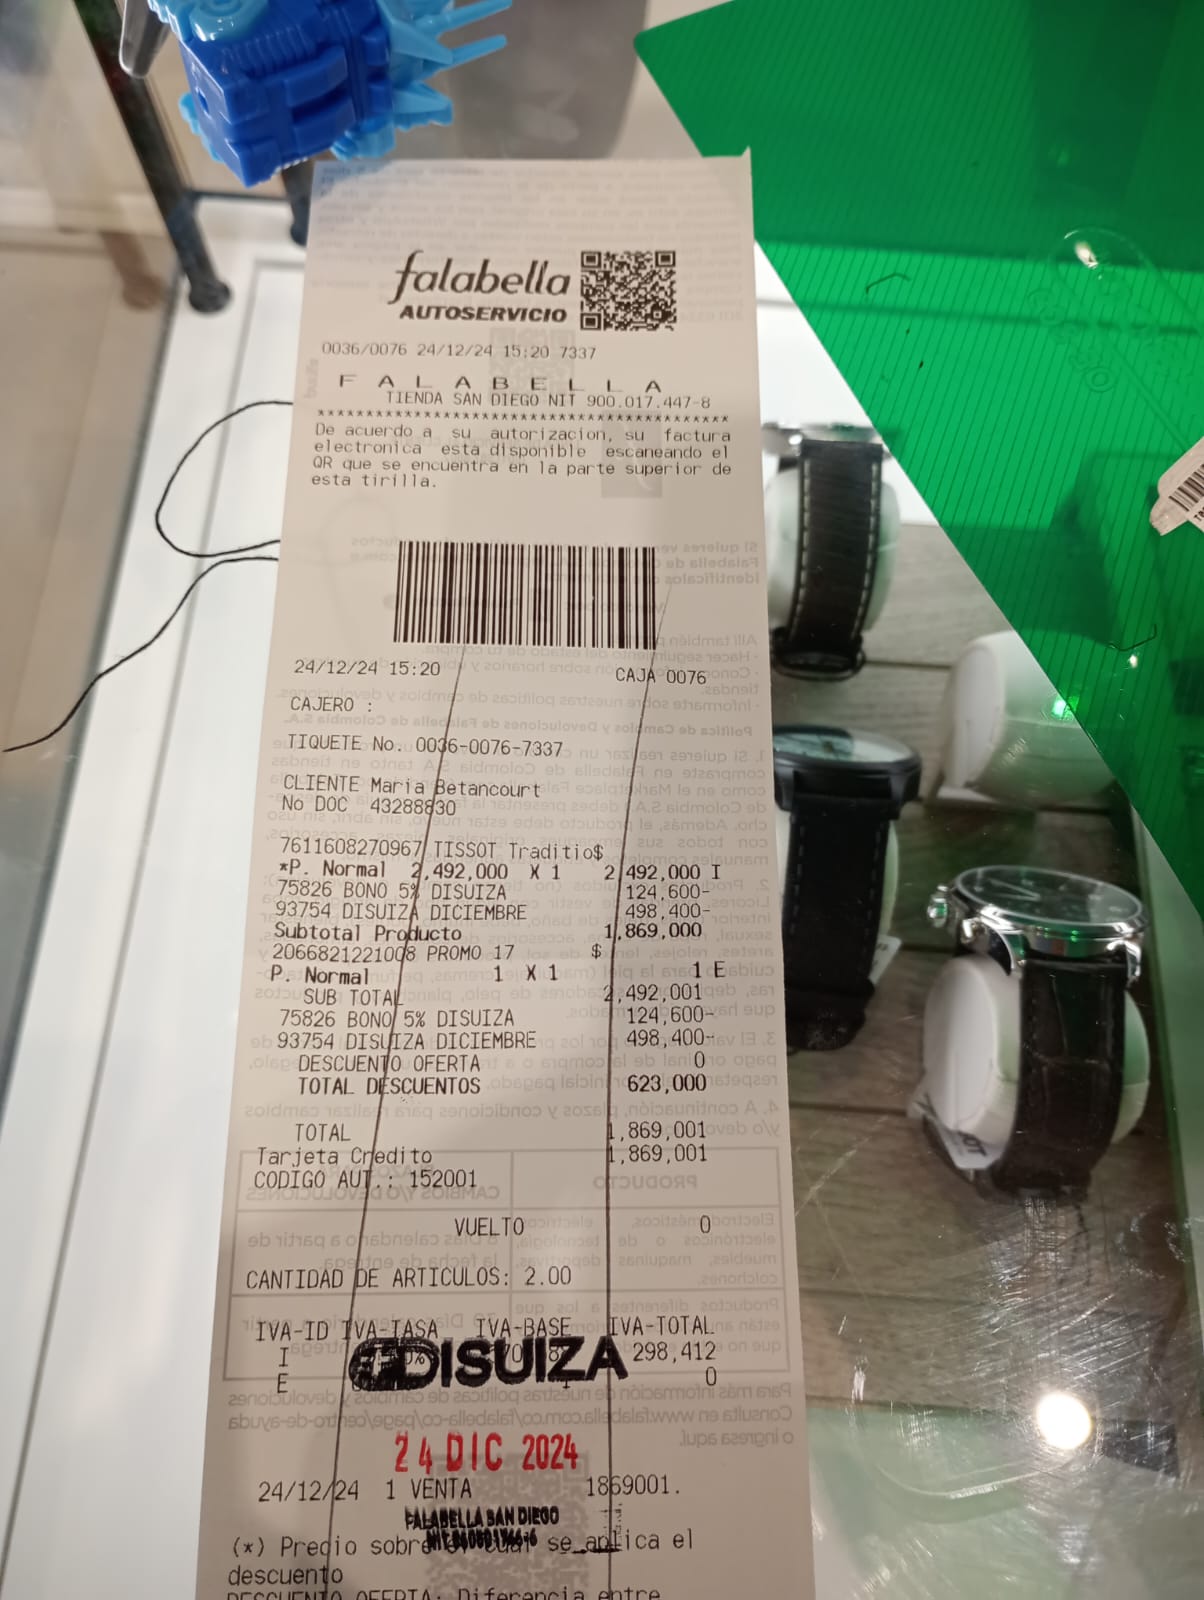 falabella
AUTOSERVICIO
0036/0076 24/12/24 15:20 7337
F A L A B E L L A
TIENDA SAN DIEGO NIT 900.017.447-8
******************************************
De acuerdo a su autorizacion, su factura
electronica esta disponible escaneando el
QR que se encuentra en la parte superior de
esta tirilla.
24/12/24 15:20 CAJA 0076
CAJERO :
TIQUETE No. 0036-0076-7337
CLIENTE Maria Betancourt
No DOC 43288830
7611608270967 TISSOT Traditio$
*P. Normal 2,492,000 X 1 2,492,000 I
75826 BONO 5% DISUIZA 124,600-
93754 DISUIZA DICIEMBRE 498,400-
Subtotal Producto 1,869,000
2066821221008 PROMO 17 $
P. Normal 1 X 1 1 E
SUB TOTAL 2,492,001
75826 BONO 5% DISUIZA 124,600-
93754 DISUIZA DICIEMBRE 498,400-
DESCUENTO OFERTA 0
TOTAL DESCUENTOS 623,000
TOTAL 1,869,001
Tarjeta Credito 1,869,001
CODIGO AUT.: 152001
VUELTO 0
CANTIDAD DE ARTICULOS: 2.00
IVA-ID IVA-TASA IVA-BASE IVA-TOTAL
I 298,412
E 0
DISUIZA
24 DIC 2024
24/12/24 1 VENTA 1869001.
FALABELLA SAN DIEGO
(*) Precio sobre el cual se aplica el
descuento
DESCUENTO OFERTA: Diferencia entre